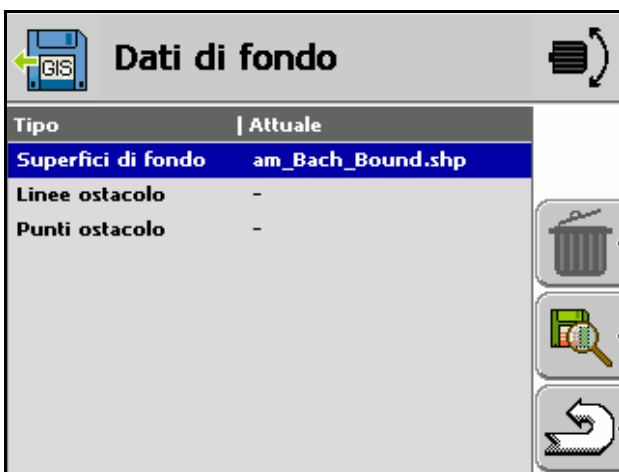 GIS
Dati di fondo
Tipo | Attuale
Superfici di fondo am_Bach_Bound.shp
Linee ostacolo -
Punti ostacolo -